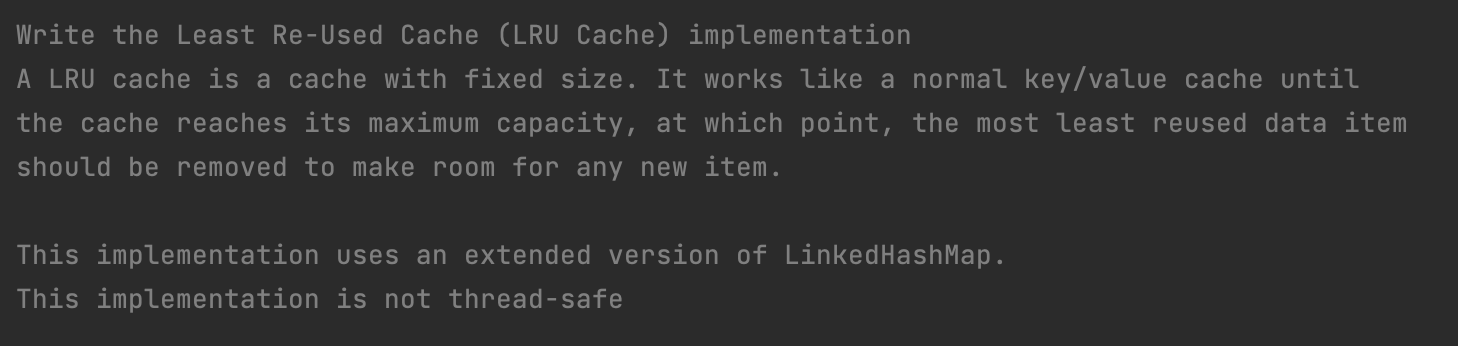 Write the Least Re-Used Cache (LRU Cache) implementation
A LRU cache is a cache with fixed size. It works like a normal key/value cache until
the cache reaches its maximum capacity, at which point, the most least reused data item
should be removed to make room for any new item.
This implementation uses an extended version of LinkedHashMap.
This implementation is not thread-safe